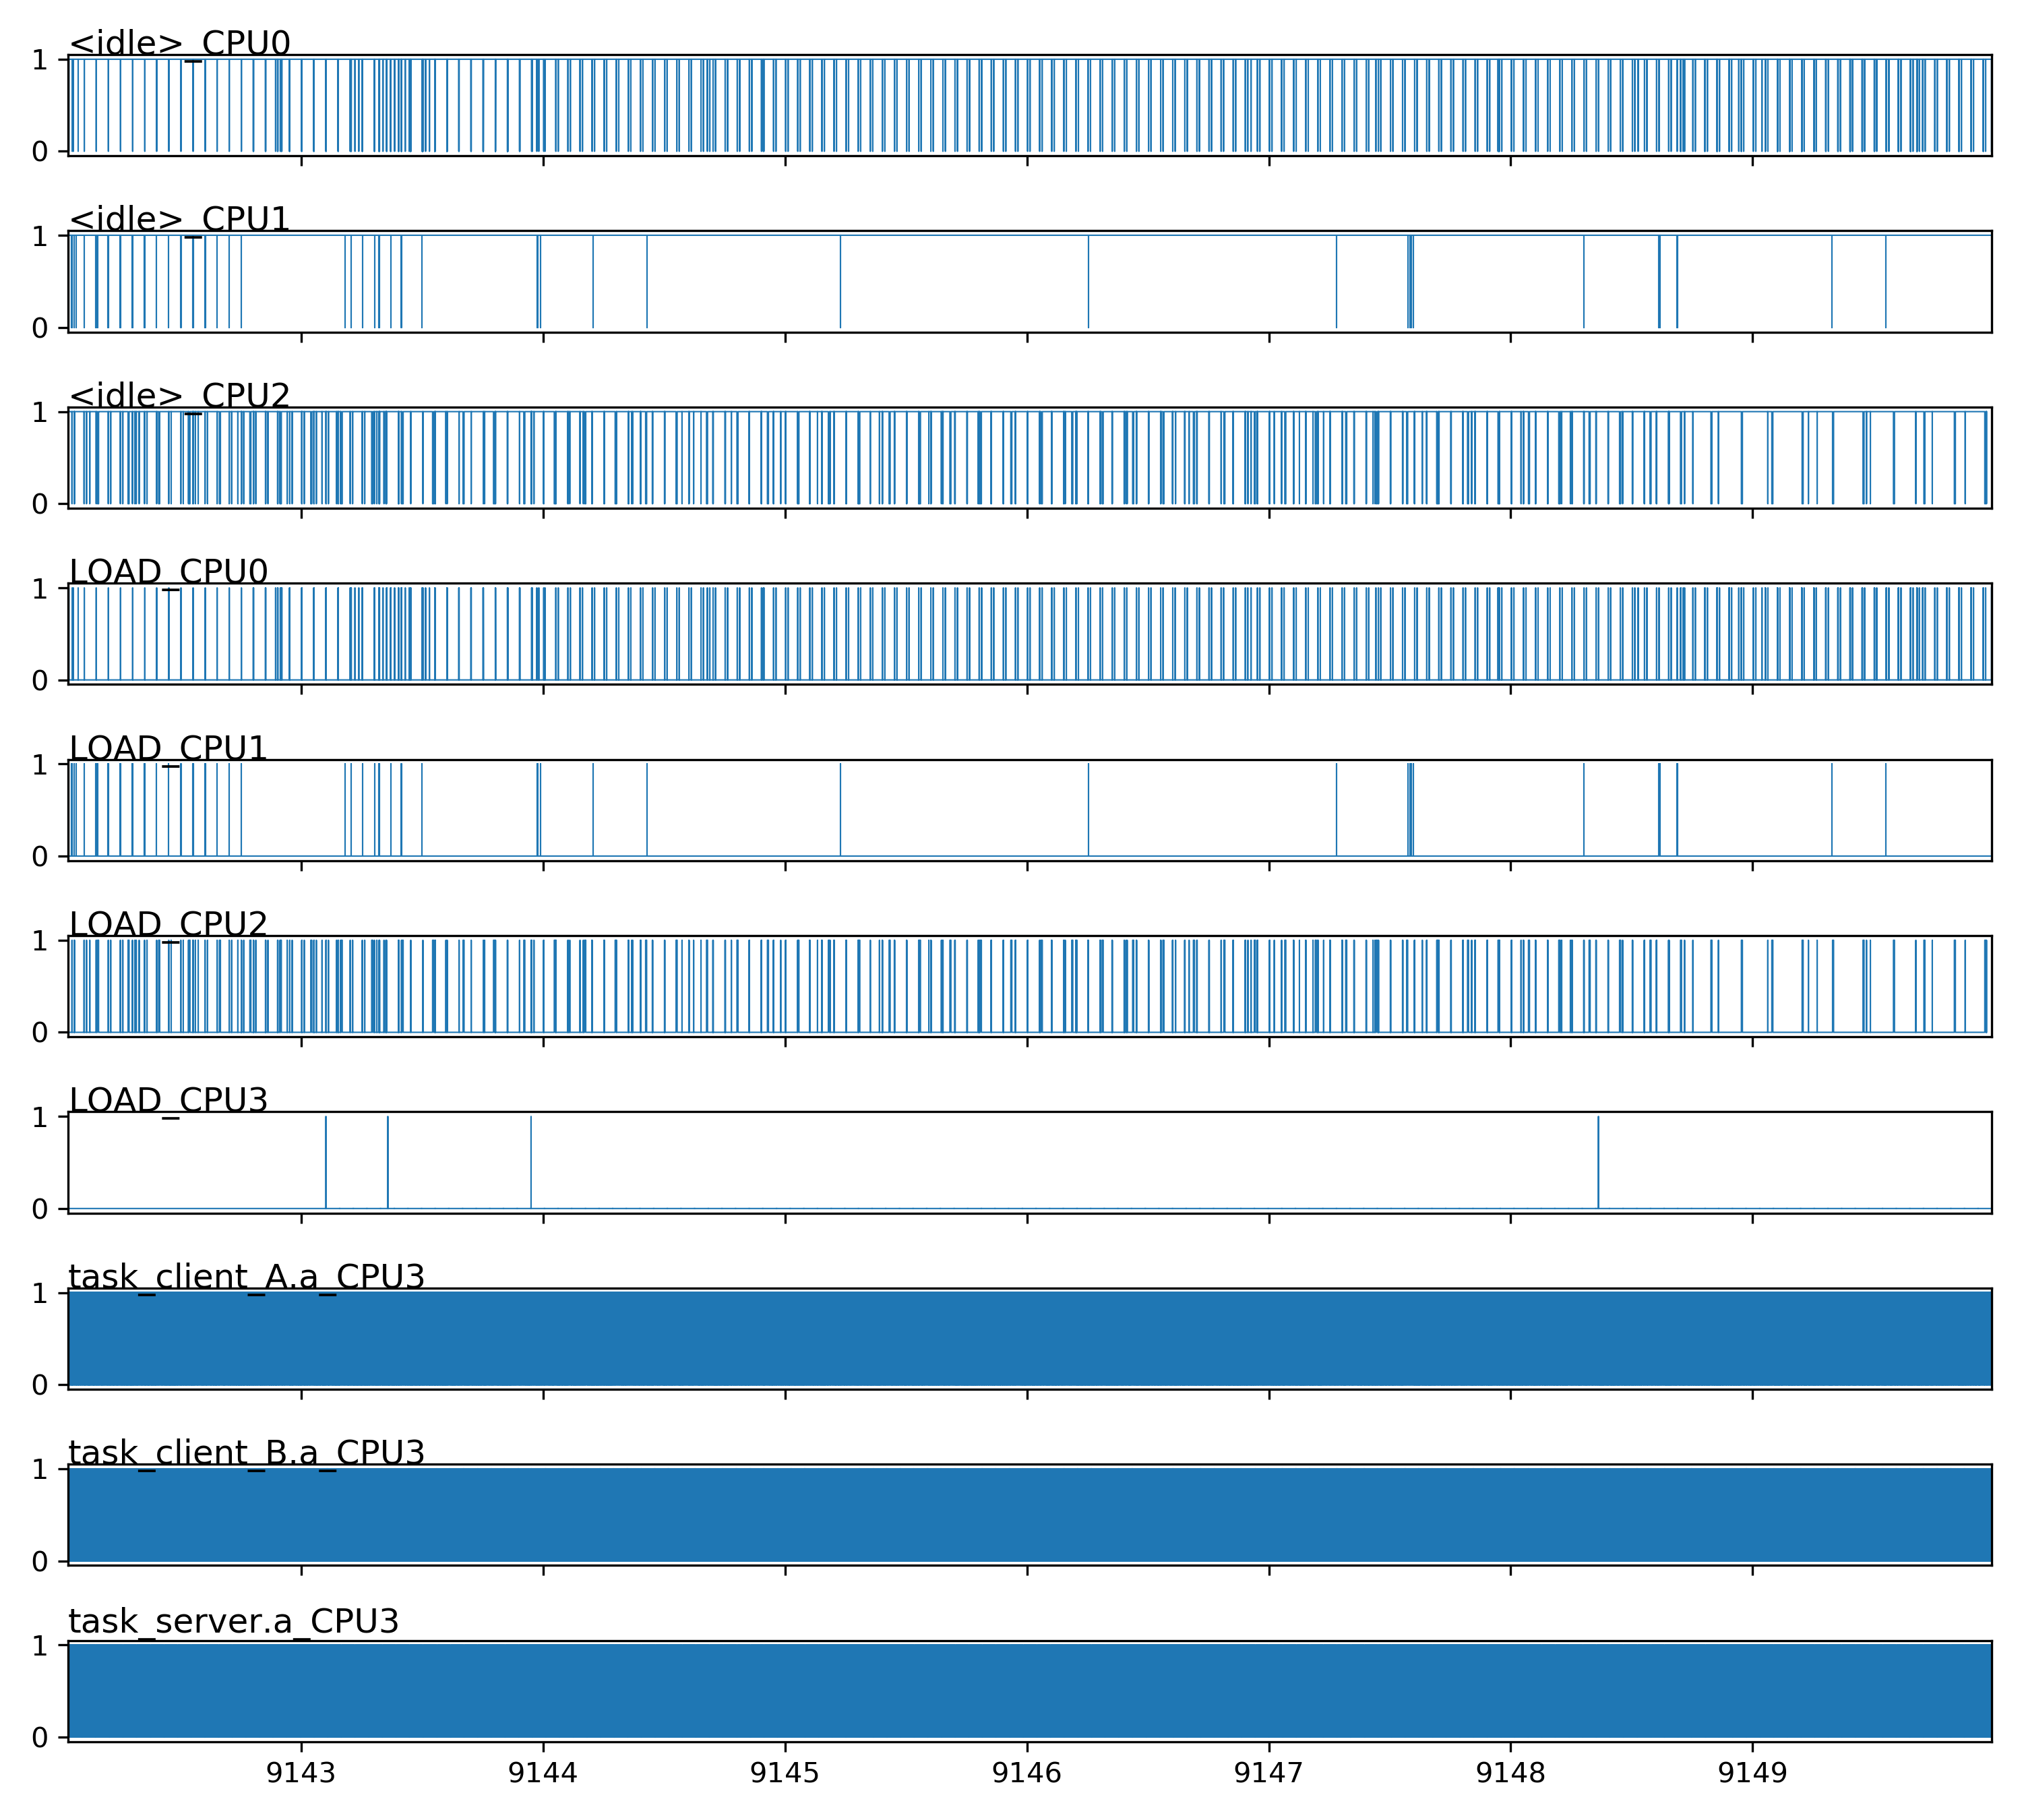 <idle>_CPU0
1
0
<idle>_CPU1
1
0
<idle>_CPU2
1
0
LOAD_CPU0
1
0
LOAD_CPU1
1
0
LOAD_CPU2
1
0
LOAD_CPU3
1
0
task_client_A.a_CPU3
1
0
task_client_B.a_CPU3
1
0
task_server.a_CPU3
1
0
9143 9144 9145 9146 9147 9148 9149